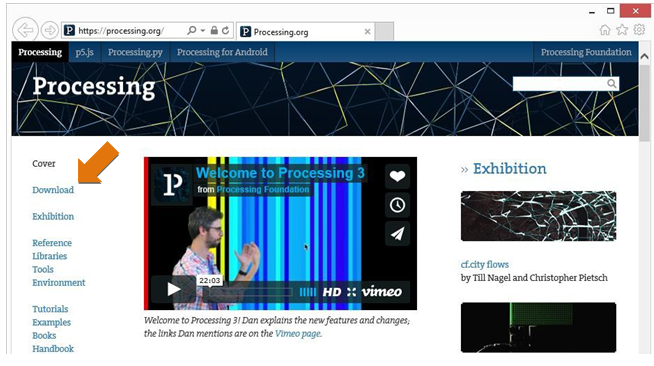 https://processing.org/
Processing.org
Processing p5.js Processing.py Processing for Android Processing Foundation
Processing
Cover
Download
Exhibition
Reference
Libraries
Tools
Environment
Tutorials
Examples
Books
Handbook
Welcome to Processing 3
from Processing Foundation
22:03
HD vimeo
Welcome to Processing 3! Dan explains the new features and changes;
the links Dan mentions are on the Vimeo page.
» Exhibition
cf.city flows
by Till Nagel and Christopher Pietsch